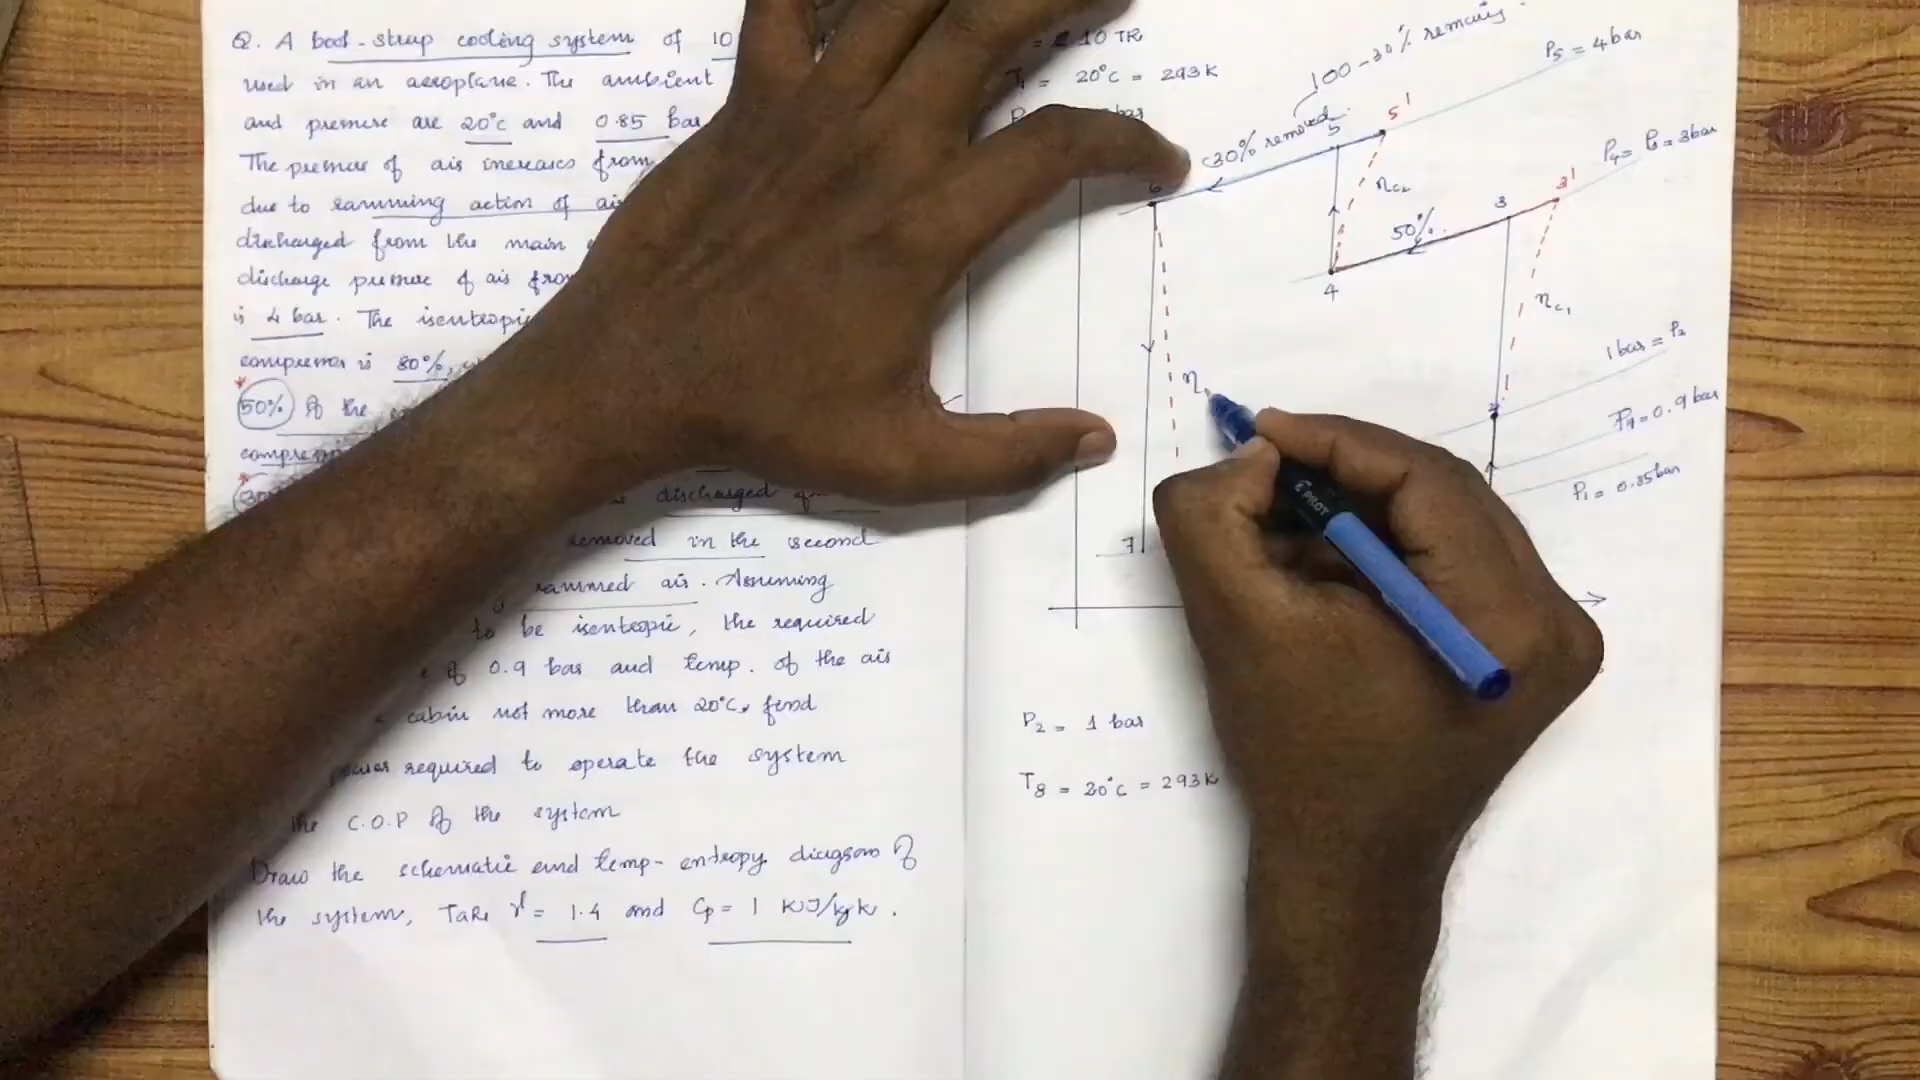 Q. A boot-strap cooling system of 10
used in an aeroplane. The ambient
and pressure are 20°C and 0.85 bar
The pressure of air increases from
due to ramming action of air
discharged from the main
discharge pressure of air from
is 4 bar. The isentropic
compressor is 80%,
50% of the
discharged
removed in the second
rammed air. Assuming
to be isentropic, the required
of 0.9 bar and temp. of the air
cabin not more than 20°C, find
power required to operate the system
the C.O.P of the system
Draw the schematic and temp-entropy diagram of
the system, Take γ = 1.4 and Cp = 1 KJ/kgK.
= 10 TR
= 20°C = 293K
bar
100-30% remains
30% removed
P5 = 4 bar
5
5'
ηc2
P4 = P3 = 3bar
6
3
3'
50%
4
ηc1
η
1 bar = P2
2'
0.9 bar
P1 = 0.85 bar
7
P2 = 1 bar
T8 = 20°C = 293K
PILOT